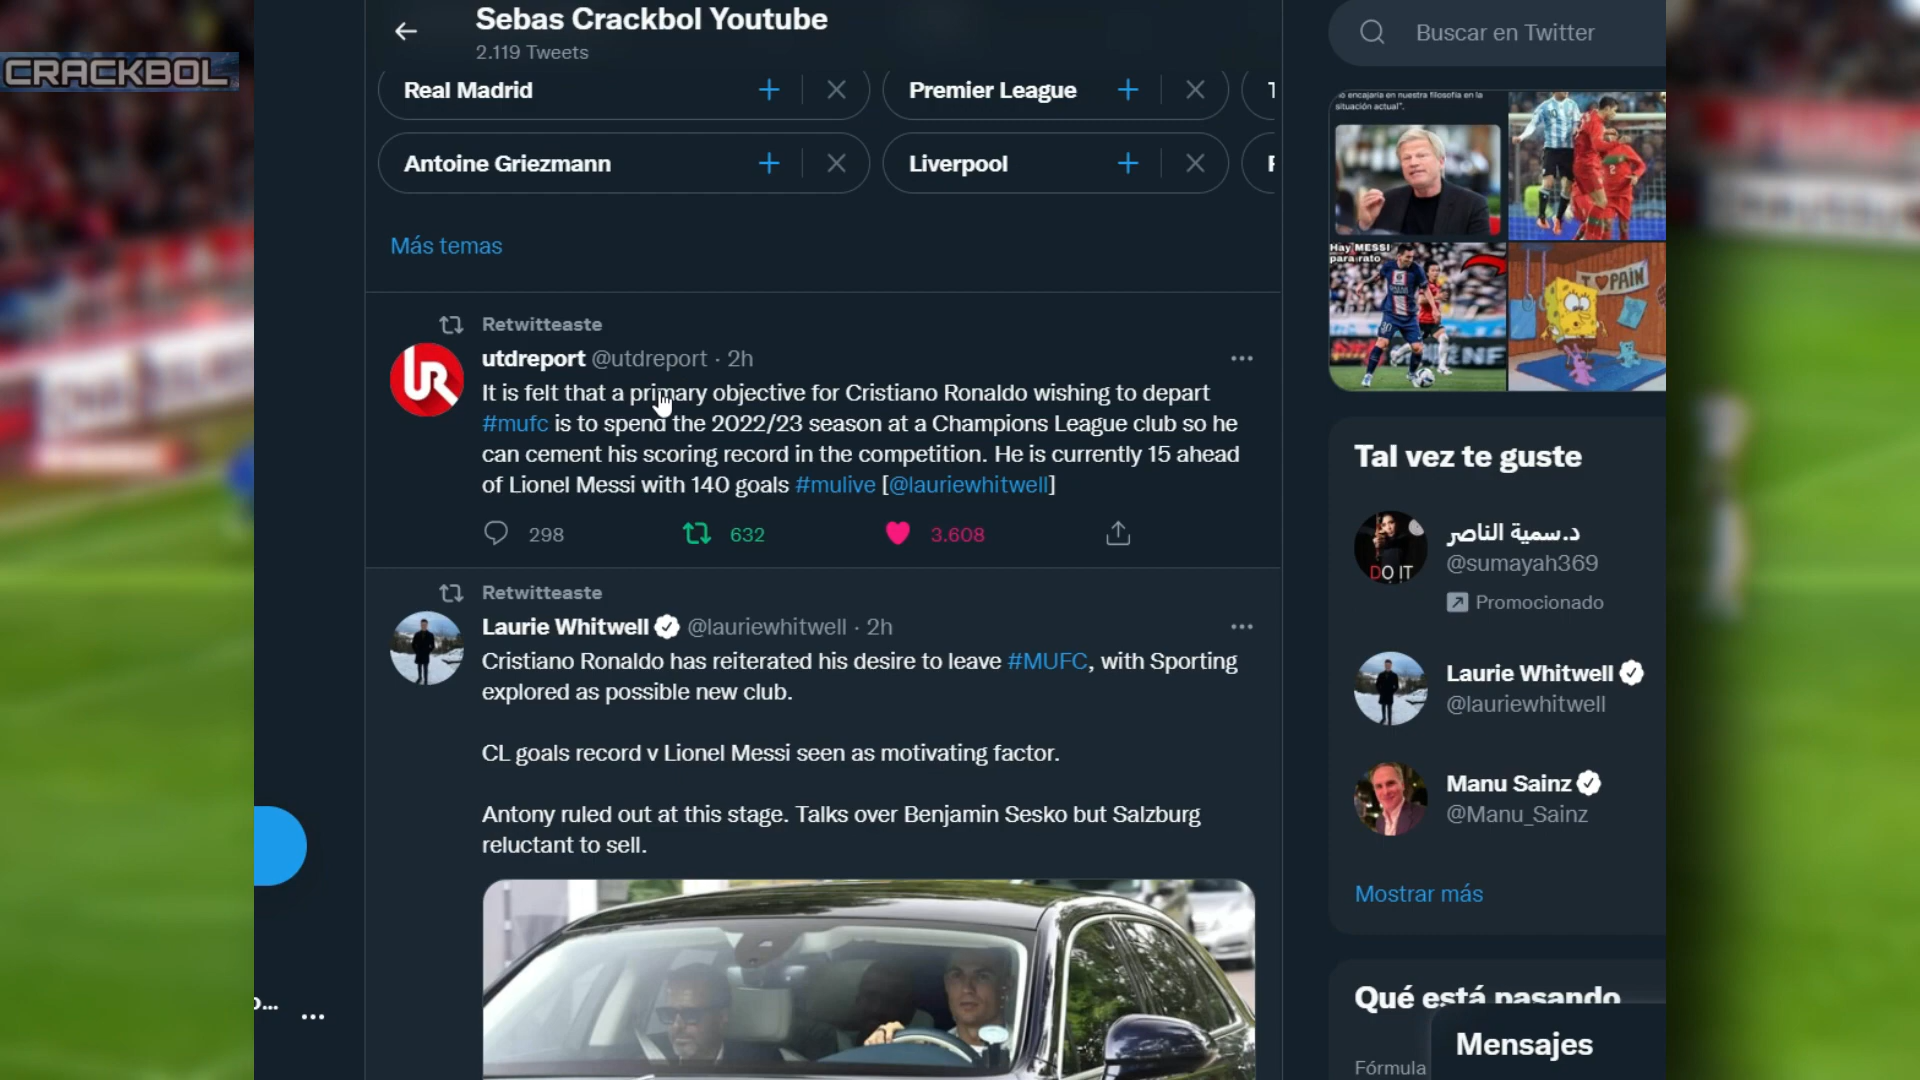 Sebas Crackbol Youtube
2.119 Tweets
CRACKBOL
Buscar en Twitter
Real Madrid
Premier League
Antoine Griezmann
Liverpool
Más temas
o encajaría en nuestra filosofía en la
situación actual".
Hay MESSI
para rato
I ♥ PAIN
Retwitteaste
utdreport @utdreport · 2h
It is felt that a primary objective for Cristiano Ronaldo wishing to depart
#mufc is to spend the 2022/23 season at a Champions League club so he
can cement his scoring record in the competition. He is currently 15 ahead
of Lionel Messi with 140 goals #mulive [@lauriewhitwell]
298 632 3.608
Retwitteaste
Laurie Whitwell @lauriewhitwell · 2h
Cristiano Ronaldo has reiterated his desire to leave #MUFC, with Sporting
explored as possible new club.
CL goals record v Lionel Messi seen as motivating factor.
Antony ruled out at this stage. Talks over Benjamin Sesko but Salzburg
reluctant to sell.
Tal vez te guste
د.سمية الناصر
@sumayah369
Promocionado
DO IT
Laurie Whitwell
@lauriewhitwell
Manu Sainz
@Manu_Sainz
Mostrar más
Qué está pasando
Mensajes
Fórmula